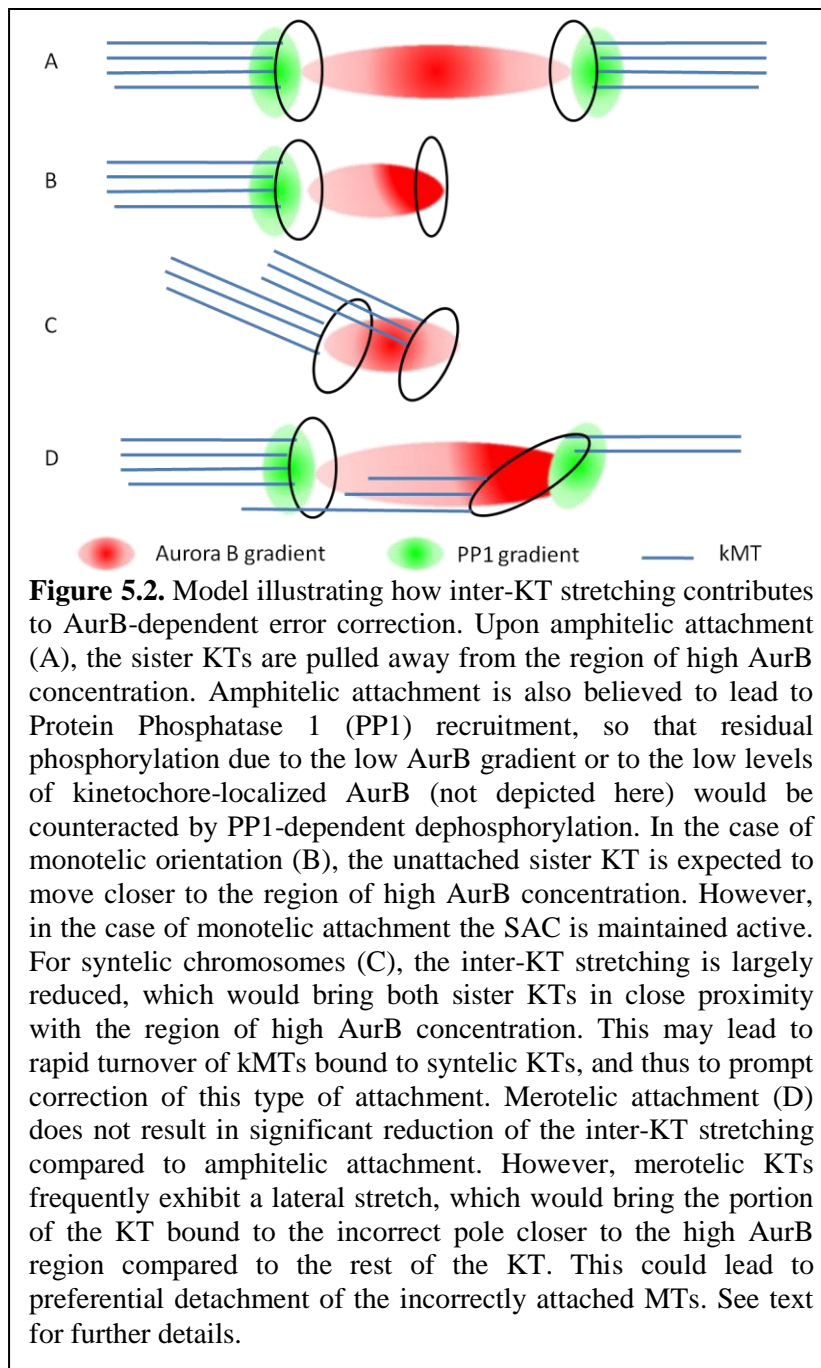 A
B
C
D
Aurora B gradient PP1 gradient kMT
Figure 5.2. Model illustrating how inter-KT stretching contributes
to AurB-dependent error correction. Upon amphitelic attachment
(A), the sister KTs are pulled away from the region of high AurB
concentration. Amphitelic attachment is also believed to lead to
Protein Phosphatase 1 (PP1) recruitment, so that residual
phosphorylation due to the low AurB gradient or to the low levels
of kinetochore-localized AurB (not depicted here) would be
counteracted by PP1-dependent dephosphorylation. In the case of
monotelic orientation (B), the unattached sister KT is expected to
move closer to the region of high AurB concentration. However,
in the case of monotelic attachment the SAC is maintained active.
For syntelic chromosomes (C), the inter-KT stretching is largely
reduced, which would bring both sister KTs in close proximity
with the region of high AurB concentration. This may lead to
rapid turnover of kMTs bound to syntelic KTs, and thus to prompt
correction of this type of attachment. Merotelic attachment (D)
does not result in significant reduction of the inter-KT stretching
compared to amphitelic attachment. However, merotelic KTs
frequently exhibit a lateral stretch, which would bring the portion
of the KT bound to the incorrect pole closer to the high AurB
region compared to the rest of the KT. This could lead to
preferential detachment of the incorrectly attached MTs. See text
for further details.